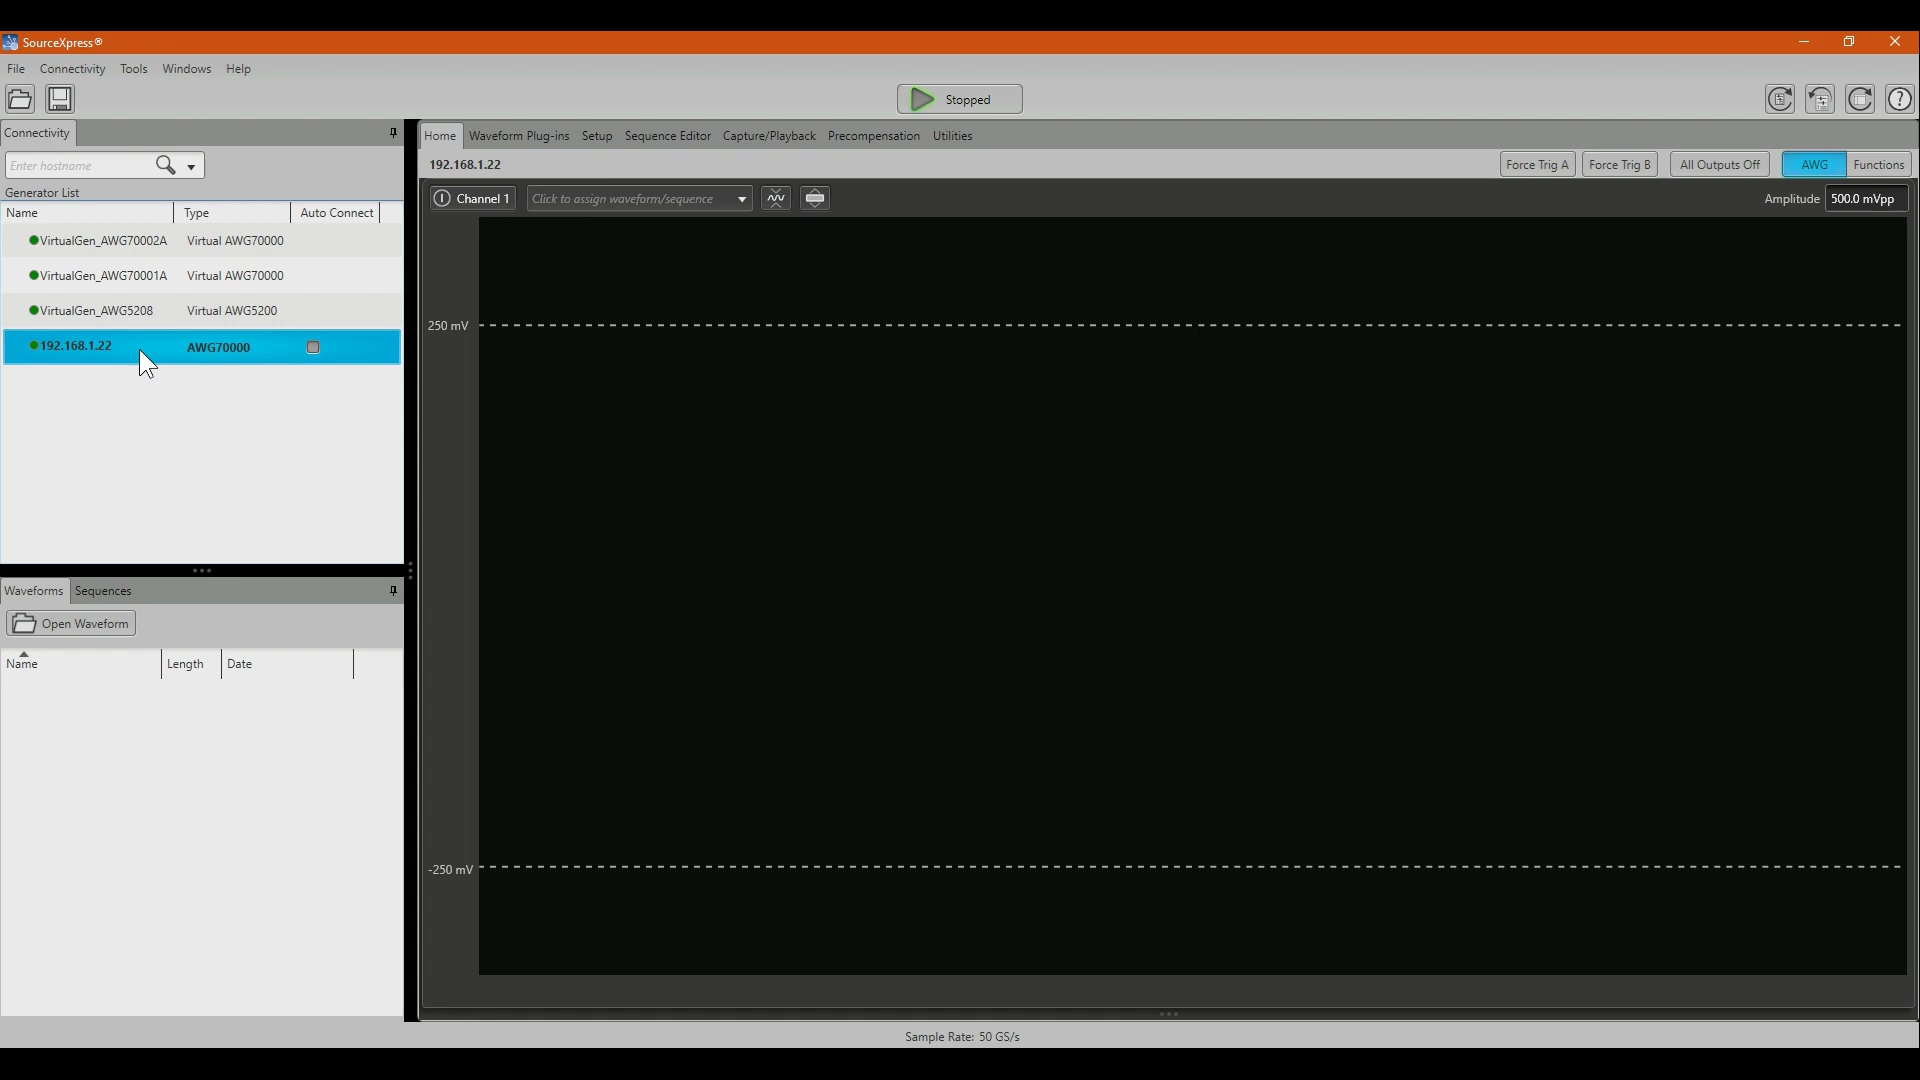 SourceXpress®
File Connectivity Tools Windows Help
Stopped
Connectivity
Enter hostname
Generator List
Name Type Auto Connect
VirtualGen_AWG70002A Virtual AWG70000
VirtualGen_AWG70001A Virtual AWG70000
VirtualGen_AWG5208 Virtual AWG5200
192.168.1.22 AWG70000
Waveforms Sequences
Open Waveform
Name Length Date
Home Waveform Plug-ins Setup Sequence Editor Capture/Playback Precompensation Utilities
192.168.1.22 Force Trig A Force Trig B All Outputs Off AWG Functions
Channel 1 Click to assign waveform/sequence Amplitude 500.0 mVpp
250 mV
-250 mV
Sample Rate: 50 GS/s